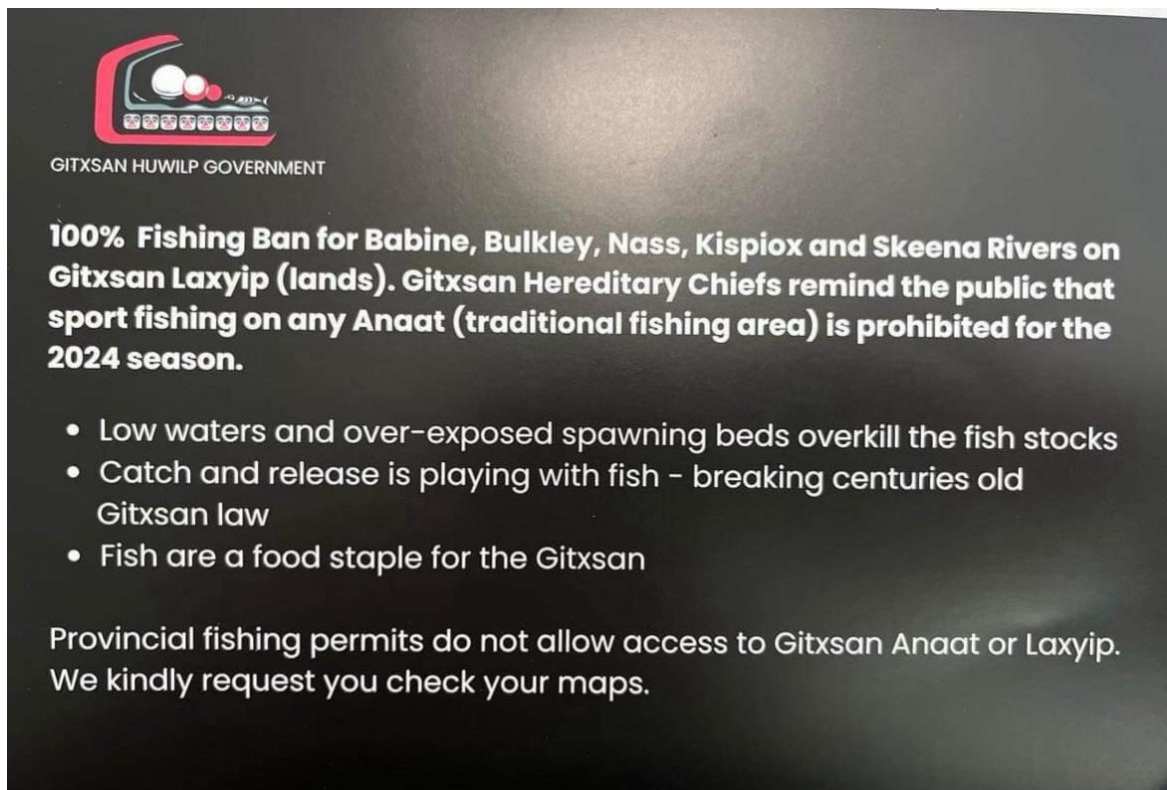 GITXSAN HUWILP GOVERNMENT
100% Fishing Ban for Babine, Bulkley, Nass, Kispiox and Skeena Rivers on
Gitxsan Laxyip (lands). Gitxsan Hereditary Chiefs remind the public that
sport fishing on any Anaat (traditional fishing area) is prohibited for the
2024 season.
• Low waters and over-exposed spawning beds overkill the fish stocks
• Catch and release is playing with fish - breaking centuries old
Gitxsan law
• Fish are a food staple for the Gitxsan
Provincial fishing permits do not allow access to Gitxsan Anaat or Laxyip.
We kindly request you check your maps.